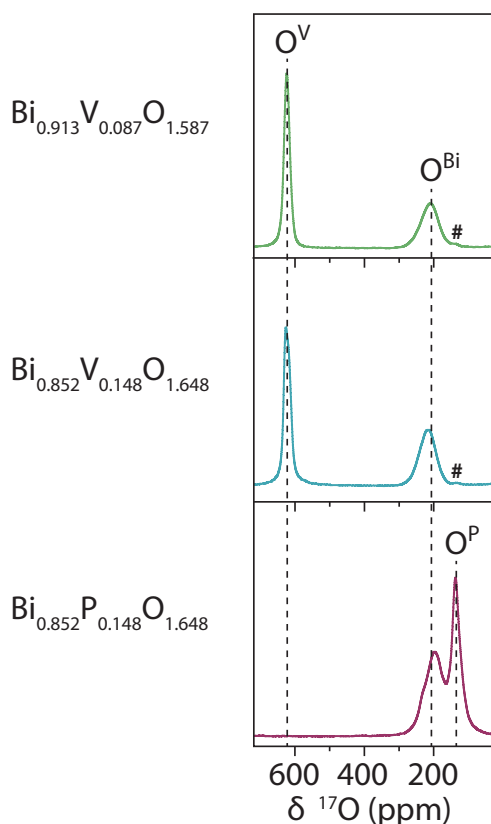 O^V
Bi₀.₉₁₃V₀.₀₈₇O₁.₅₈₇
O^Bi
#
Bi₀.₈₅₂V₀.₁₄₈O₁.₆₄₈
#
O^P
Bi₀.₈₅₂P₀.₁₄₈O₁.₆₄₈
600 400 200
δ ¹⁷O (ppm)